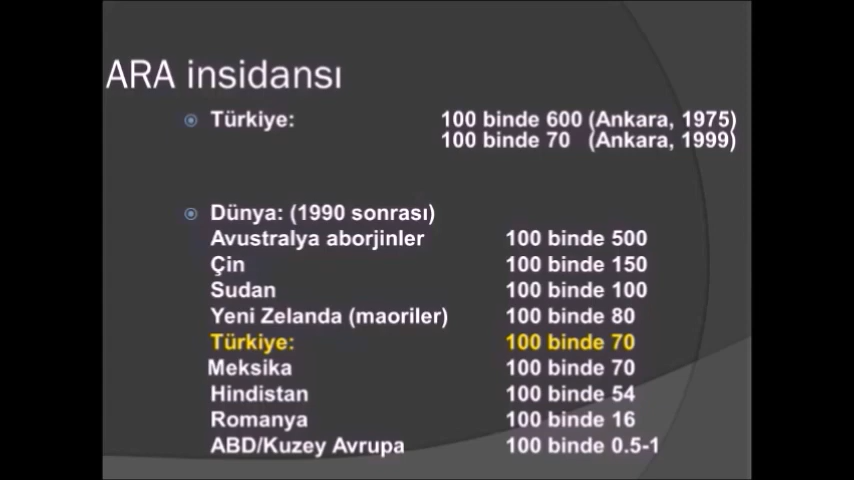 ARA insidansı
Türkiye: 100 binde 600 (Ankara, 1975)
100 binde 70 (Ankara, 1999)
Dünya: (1990 sonrası)
Avustralya aborjinler 100 binde 500
Çin 100 binde 150
Sudan 100 binde 100
Yeni Zelanda (maoriler) 100 binde 80
Türkiye: 100 binde 70
Meksika 100 binde 70
Hindistan 100 binde 54
Romanya 100 binde 16
ABD/Kuzey Avrupa 100 binde 0.5-1